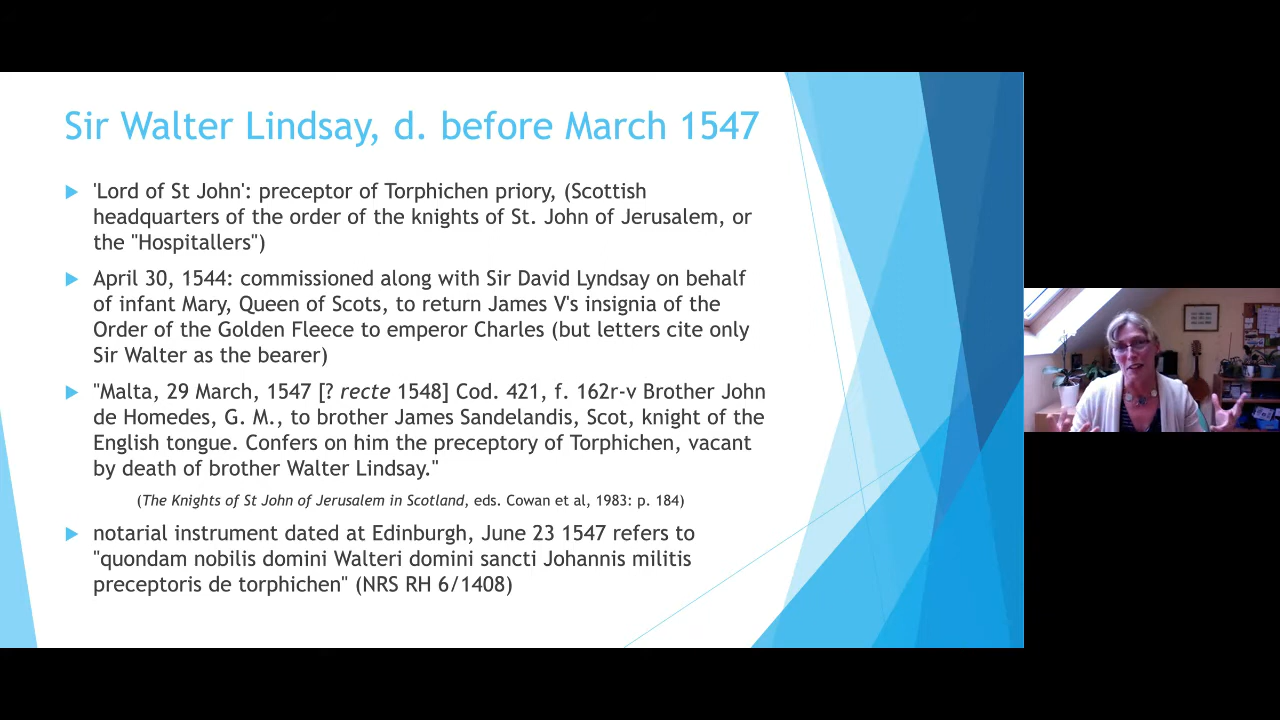 Sir Walter Lindsay, d. before March 1547
'Lord of St John': preceptor of Torphichen priory, (Scottish
headquarters of the order of the knights of St. John of Jerusalem, or
the "Hospitallers")
April 30, 1544: commissioned along with Sir David Lyndsay on behalf
of infant Mary, Queen of Scots, to return James V's insignia of the
Order of the Golden Fleece to emperor Charles (but letters cite only
Sir Walter as the bearer)
"Malta, 29 March, 1547 [? recte 1548] Cod. 421, f. 162r-v Brother John
de Homedes, G. M., to brother James Sandelandis, Scot, knight of the
English tongue. Confers on him the preceptory of Torphichen, vacant
by death of brother Walter Lindsay."
(The Knights of St John of Jerusalem in Scotland, eds. Cowan et al, 1983: p. 184)
notarial instrument dated at Edinburgh, June 23 1547 refers to
"quondam nobilis domini Walteri domini sancti Johannis militis
preceptoris de torphichen" (NRS RH 6/1408)